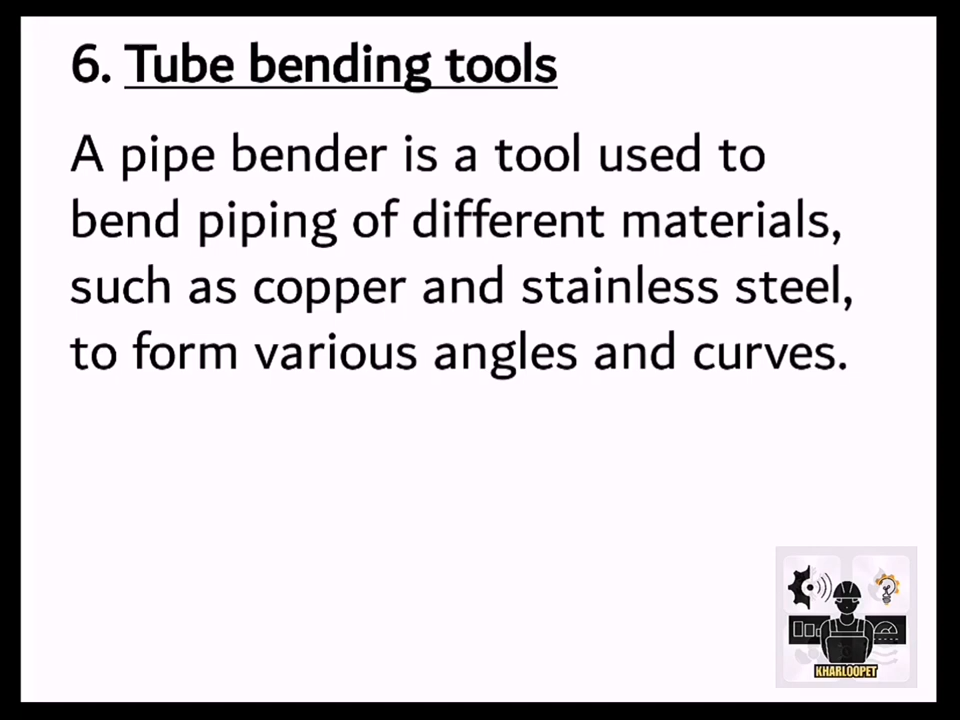 6. Tube bending tools
A pipe bender is a tool used to
bend piping of different materials,
such as copper and stainless steel,
to form various angles and curves.
KHARLOOPET